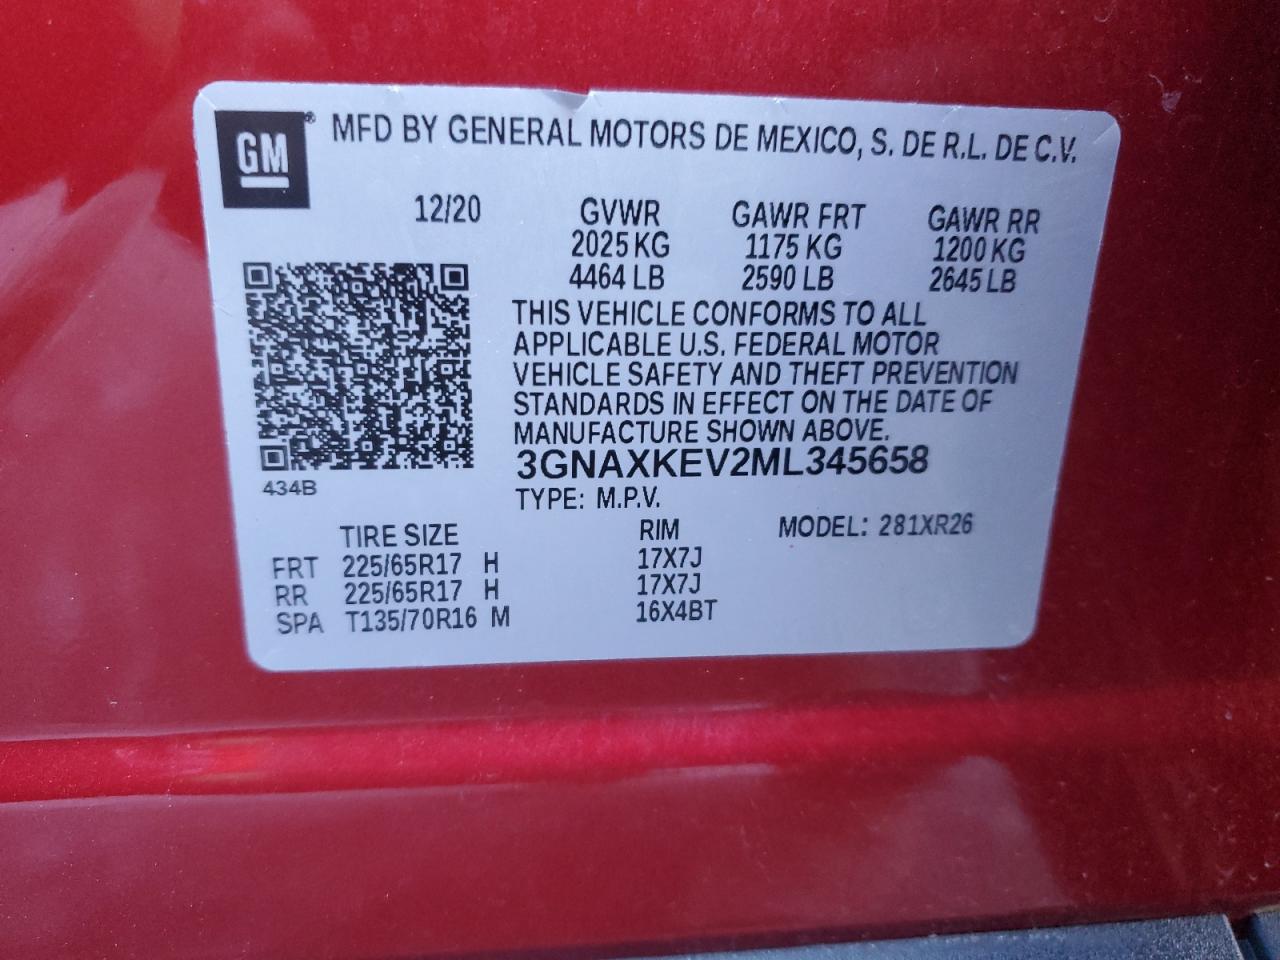 GM® MFD BY GENERAL MOTORS DE MEXICO, S. DE R.L. DE C.V.
12/20 GVWR GAWR FRT GAWR RR
2025 KG 1175 KG 1200 KG
4464 LB 2590 LB 2645 LB
THIS VEHICLE CONFORMS TO ALL
APPLICABLE U.S. FEDERAL MOTOR
VEHICLE SAFETY AND THEFT PREVENTION
STANDARDS IN EFFECT ON THE DATE OF
MANUFACTURE SHOWN ABOVE.
3GNAXKEV2ML345658
434B
TYPE: M.P.V.
TIRE SIZE RIM MODEL: 281XR26
FRT 225/65R17 H 17X7J
RR 225/65R17 H 17X7J
SPA T135/70R16 M 16X4BT